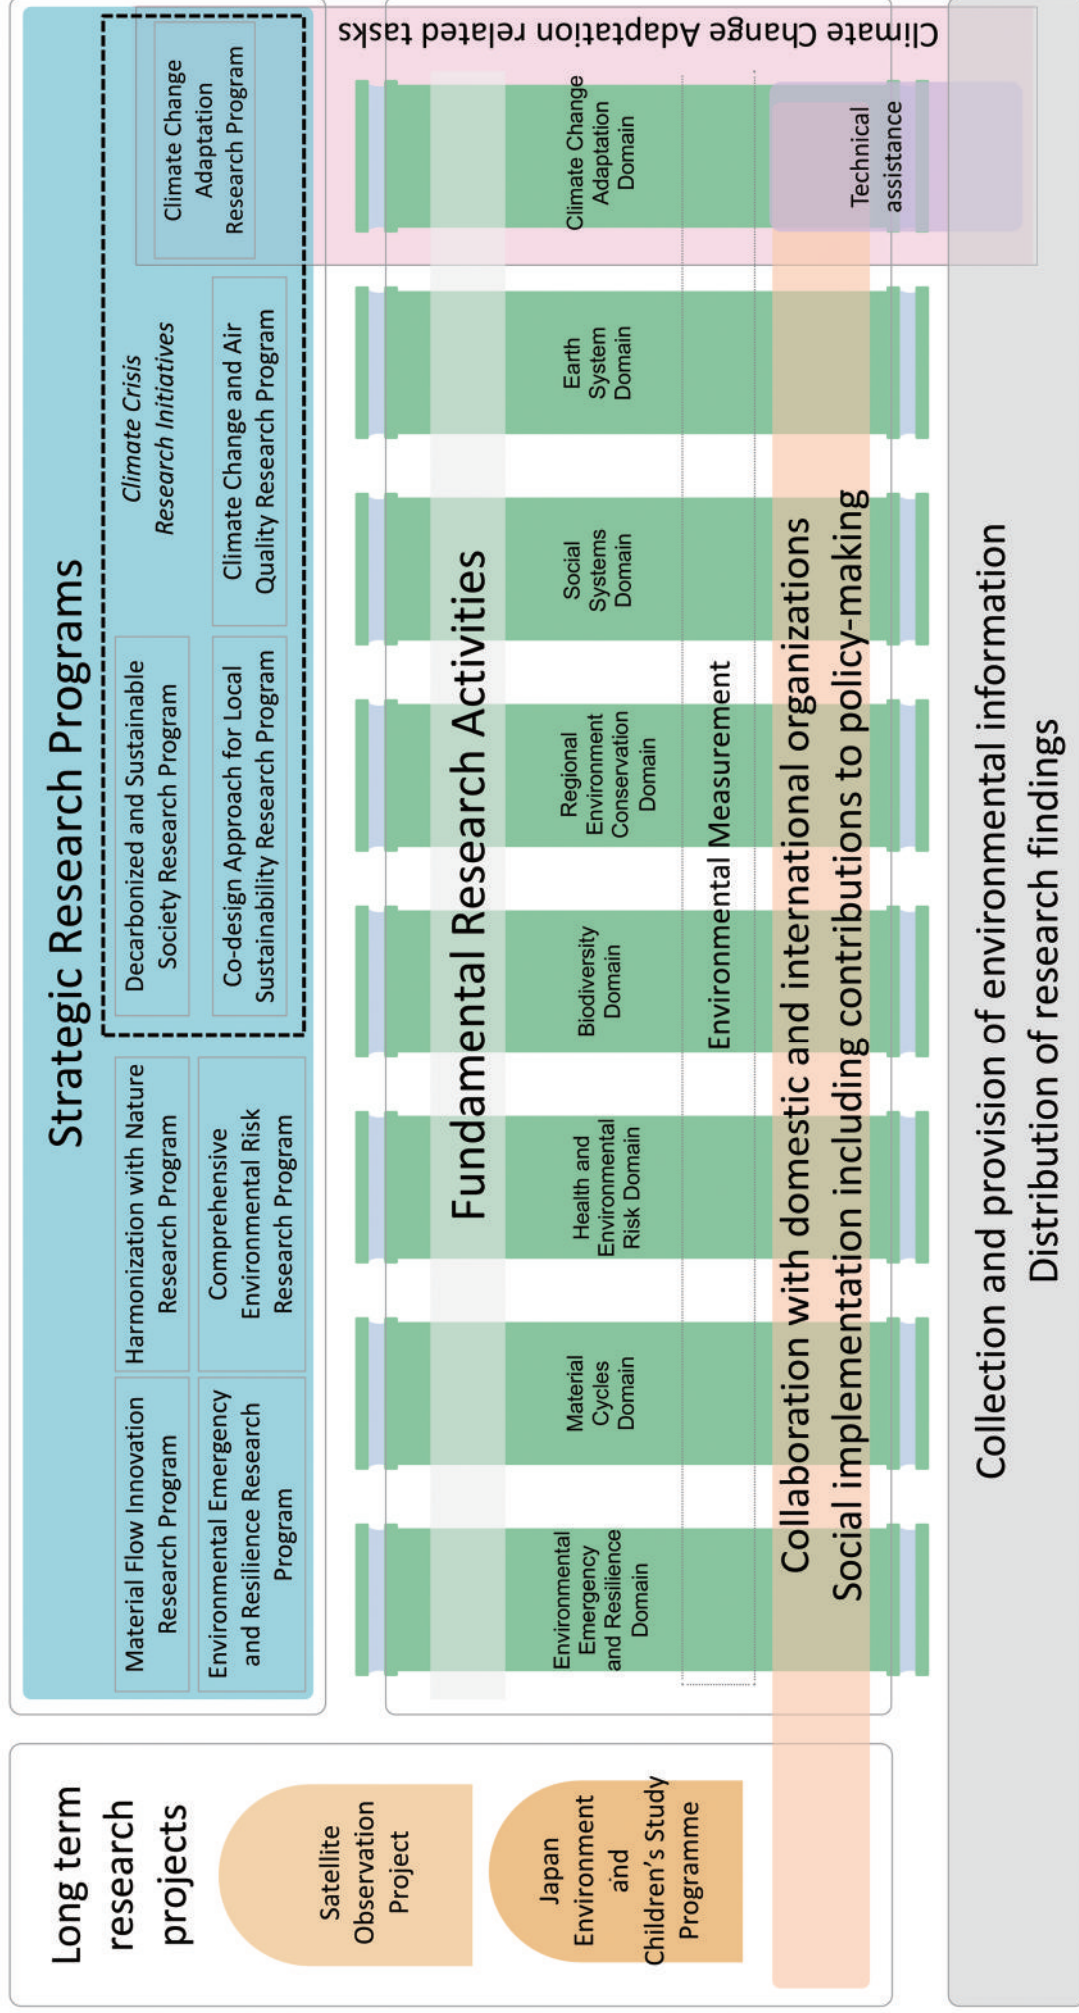 Long term
research
projects
Satellite
Observation
Project
Japan
Environment
and
Children's Study
Programme
Strategic Research Programs
Material Flow Innovation
Research Program
Harmonization with Nature
Research Program
Environmental Emergency
and Resilience Research
Program
Comprehensive
Environmental Risk
Research Program
Decarbonized and Sustainable
Society Research Program
Co-design Approach for Local
Sustainability Research Program
Climate Crisis
Research Initiatives
Climate Change and Air
Quality Research Program
Climate Change
Adaptation
Research Program
Climate Change Adaptation related tasks
Fundamental Research Activities
Environmental
Emergency
and Resilience
Domain
Material
Cycles
Domain
Health and
Environmental
Risk Domain
Biodiversity
Domain
Regional
Environment
Conservation
Domain
Social
Systems
Domain
Earth
System
Domain
Climate Change
Adaptation
Domain
Environmental Measurement
Collaboration with domestic and international organizations
Social implementation including contributions to policy-making
Technical
assistance
Collection and provision of environmental information
Distribution of research findings